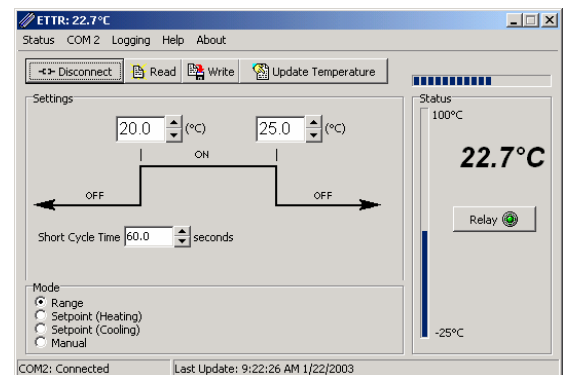 ETTR: 22.7°C
Status COM 2 Logging Help About
Disconnect Read Write Update Temperature
Settings
20.0 (°C) 25.0 (°C)
ON
OFF OFF
Short Cycle Time 60.0 seconds
Mode
Range
Setpoint (Heating)
Setpoint (Cooling)
Manual
Status
100°C
22.7°C
Relay
-25°C
COM2: Connected Last Update: 9:22:26 AM 1/22/2003